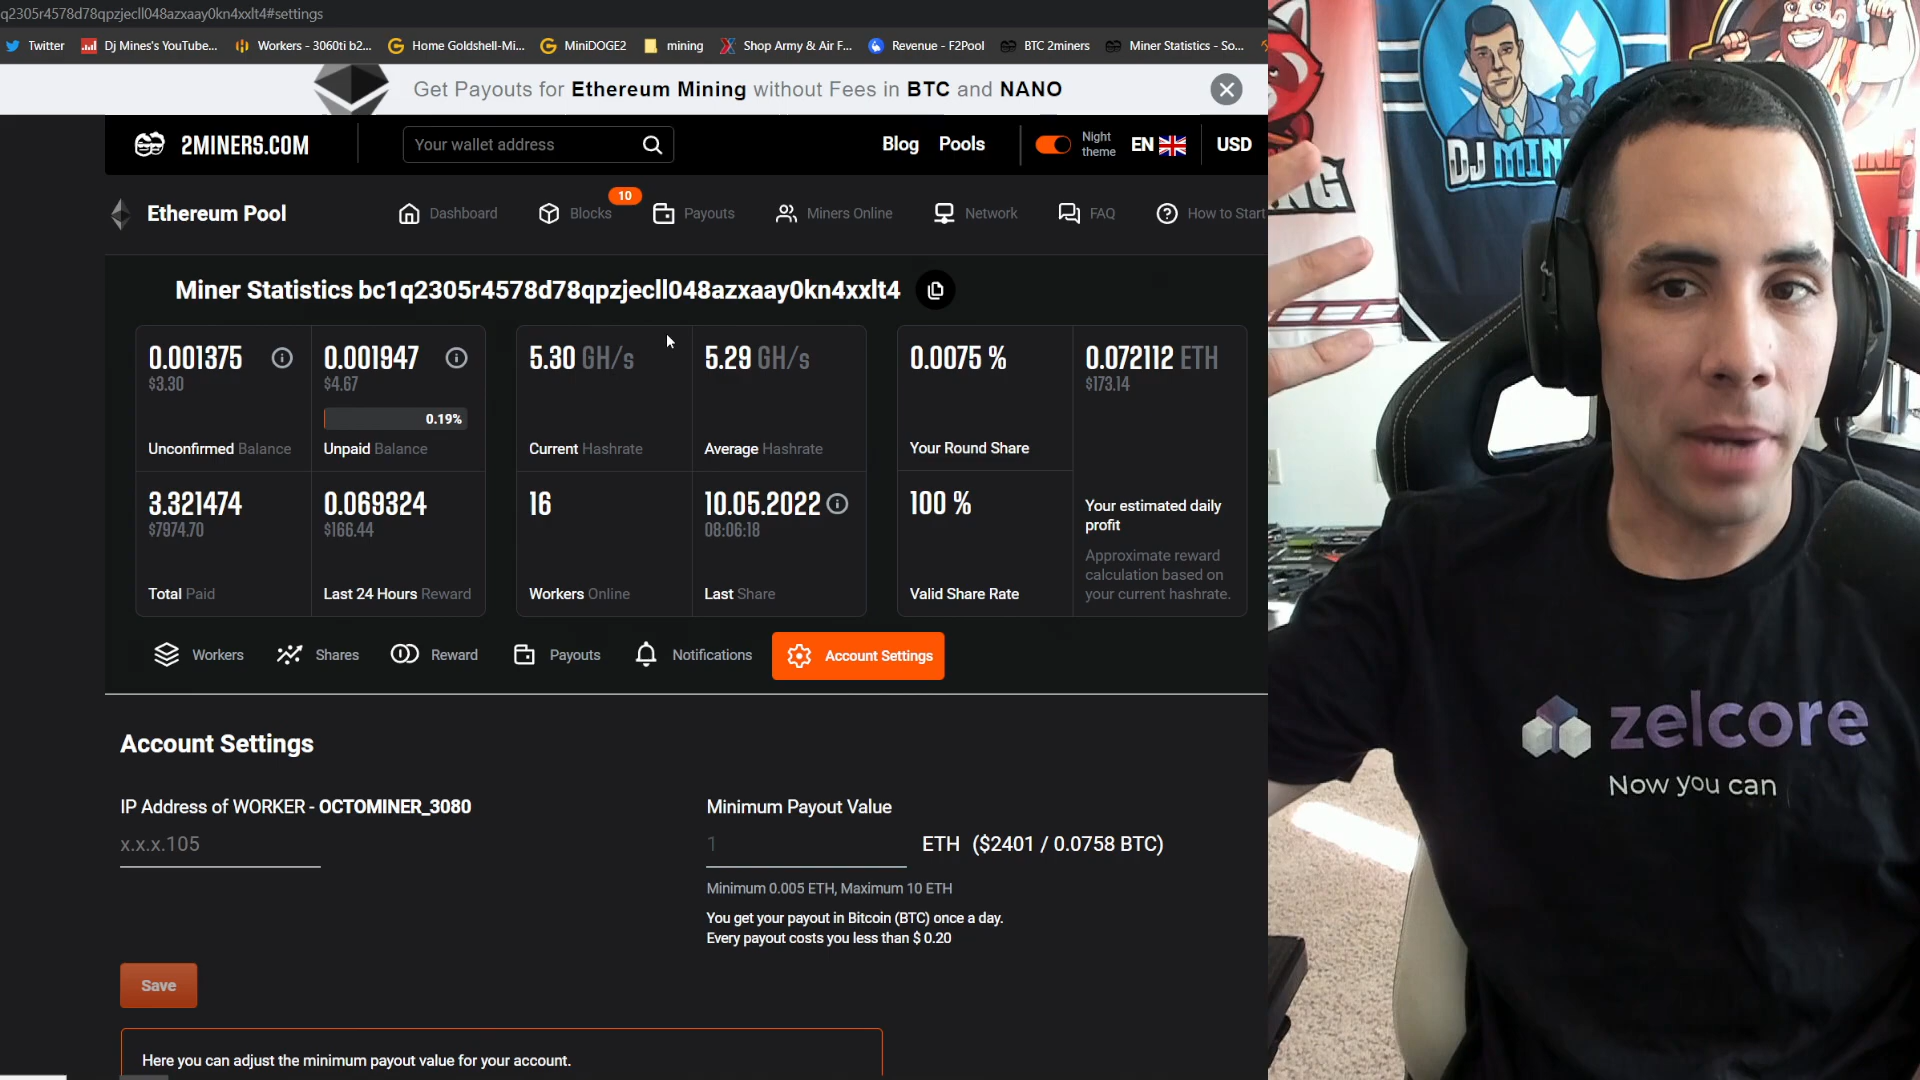 q2305r4578d78qpzjecll048azxaay0kn4xxlt4#settings
Twitter Dj Mines's YouTube... Workers - 3060ti b2... Home Goldshell-Mi... MiniDOGE2 mining Shop Army & Air F... Revenue - F2Pool BTC 2miners Miner Statistics - So...
Get Payouts for Ethereum Mining without Fees in BTC and NANO
2MINERS.COM
Your wallet address
Blog Pools
Night theme
EN
USD
Ethereum Pool
Dashboard
Blocks
10
Payouts
Miners Online
Network
FAQ
How to Start
Miner Statistics bc1q2305r4578d78qpzjecll048azxaay0kn4xxlt4
0.001375
$3.30
Unconfirmed Balance
0.001947
$4.67
0.19%
Unpaid Balance
3.321474
$7974.70
Total Paid
0.069324
$166.44
Last 24 Hours Reward
5.30 GH/s
Current Hashrate
5.29 GH/s
Average Hashrate
16
Workers Online
10.05.2022
08:06:18
Last Share
0.0075 %
Your Round Share
100 %
Valid Share Rate
0.072112 ETH
$173.14
Your estimated daily
profit
Approximate reward
calculation based on
your current hashrate.
Workers
Shares
Reward
Payouts
Notifications
Account Settings
Account Settings
IP Address of WORKER - OCTOMINER_3080
x.x.x.105
Minimum Payout Value
1
ETH ($2401 / 0.0758 BTC)
Minimum 0.005 ETH, Maximum 10 ETH
You get your payout in Bitcoin (BTC) once a day.
Every payout costs you less than $ 0.20
Save
Here you can adjust the minimum payout value for your account.
DJ MIN
zelcore
Now you can